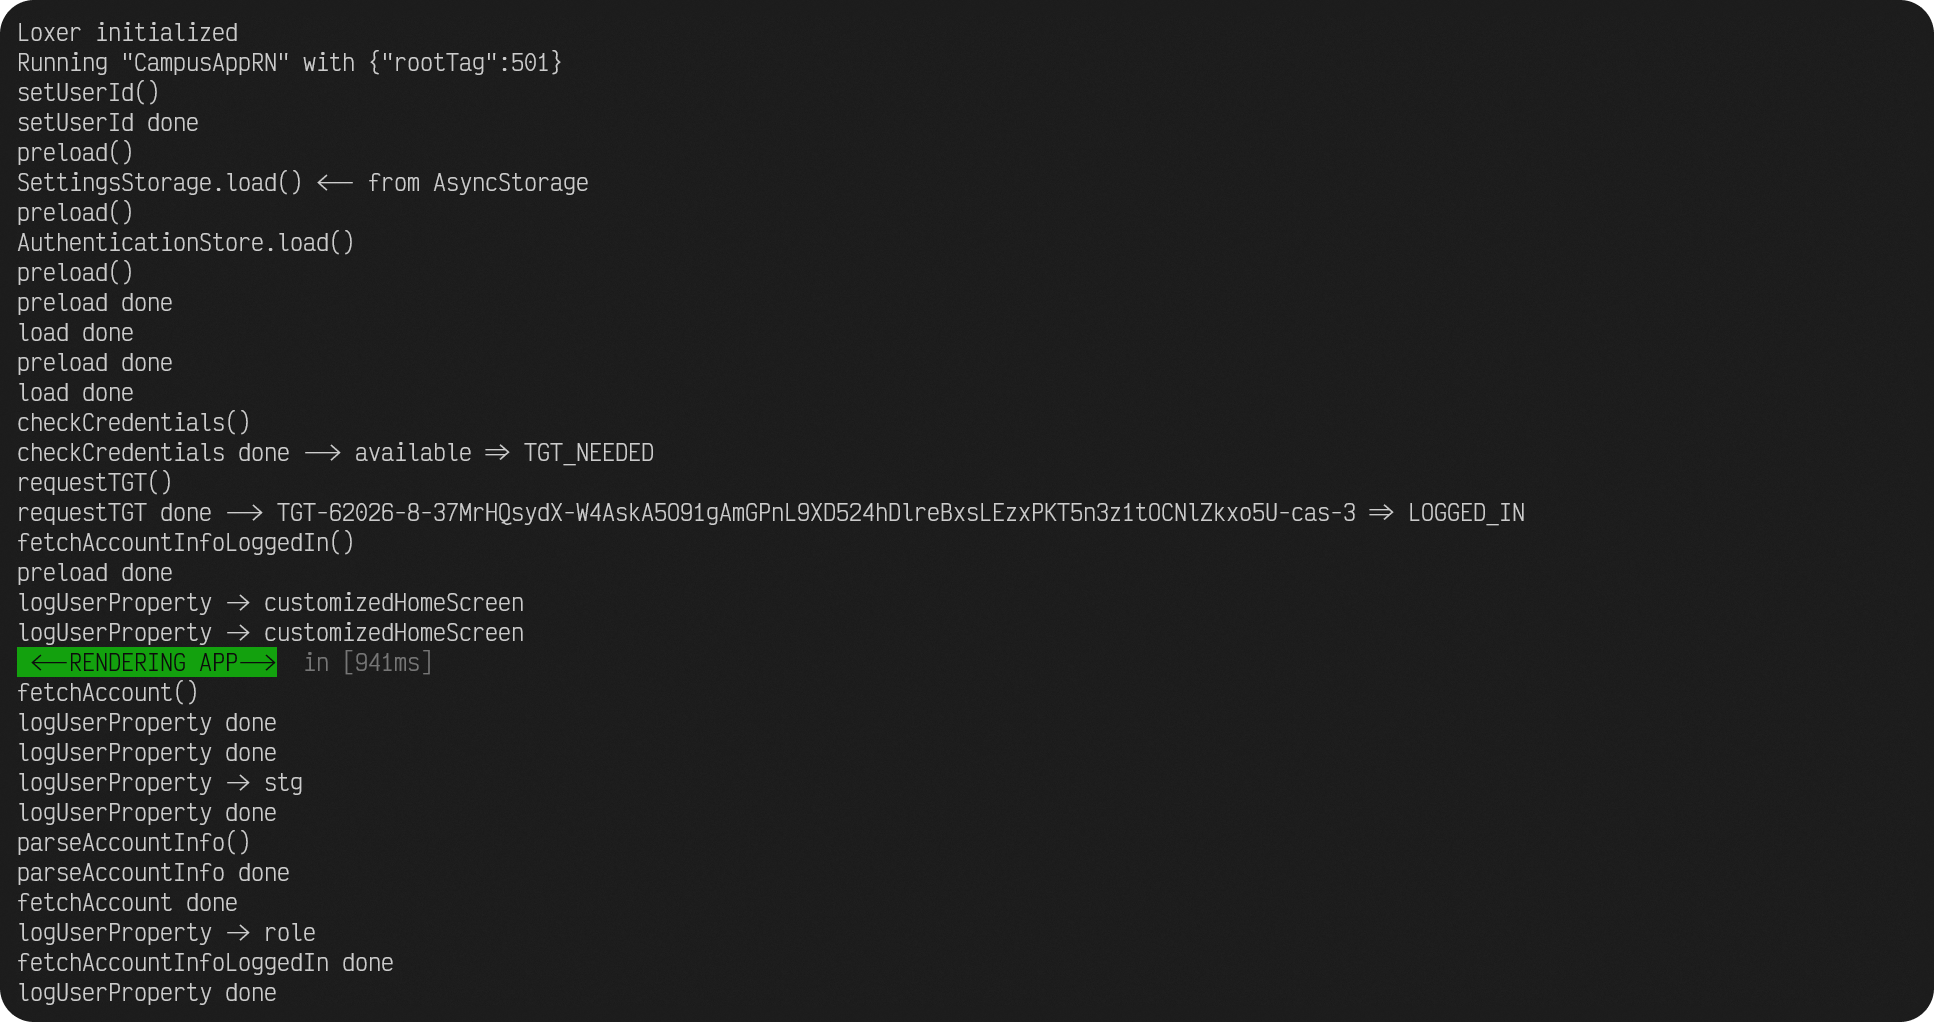 Loxer initialized
Running "CampusAppRN" with {"rootTag":501}
setUserId()
setUserId done
preload()
SettingsStorage.load() <-- from AsyncStorage
preload()
AuthenticationStore.load()
preload()
preload done
load done
preload done
load done
checkCredentials()
checkCredentials done --> available => TGT_NEEDED
requestTGT()
requestTGT done --> TGT-62026-8-37MrHQsydX-W4AskA5O91gAmGPnL9XD524hDlreBxsLEzxPKT5n3z1tOCNlZkxo5U-cas-3 => LOGGED_IN
fetchAccountInfoLoggedIn()
preload done
logUserProperty -> customizedHomeScreen
logUserProperty -> customizedHomeScreen
<--RENDERING APP--> in [941ms]
fetchAccount()
logUserProperty done
logUserProperty done
logUserProperty -> stg
logUserProperty done
parseAccountInfo()
parseAccountInfo done
fetchAccount done
logUserProperty -> role
fetchAccountInfoLoggedIn done
logUserProperty done